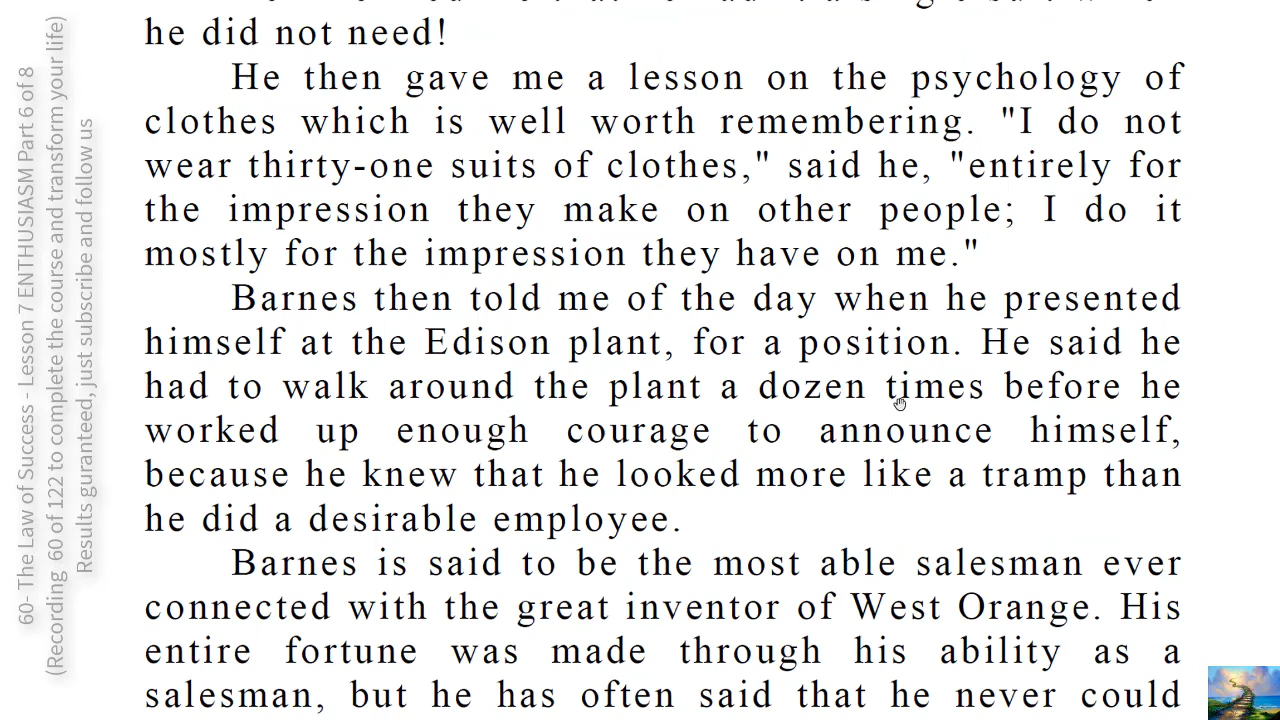 he did not need!
He then gave me a lesson on the psychology of
clothes which is well worth remembering. "I do not
wear thirty-one suits of clothes," said he, "entirely for
the impression they make on other people; I do it
mostly for the impression they have on me."
Barnes then told me of the day when he presented
himself at the Edison plant, for a position. He said he
had to walk around the plant a dozen times before he
worked up enough courage to announce himself,
because he knew that he looked more like a tramp than
he did a desirable employee.
Barnes is said to be the most able salesman ever
connected with the great inventor of West Orange. His
entire fortune was made through his ability as a
salesman, but he has often said that he never could
60- The Law of Success - Lesson 7 ENTHUSIASM Part 6 of 8
(Recording 60 of 122 to complete the course and transform your life)
Results guranteed, just subscribe and follow us